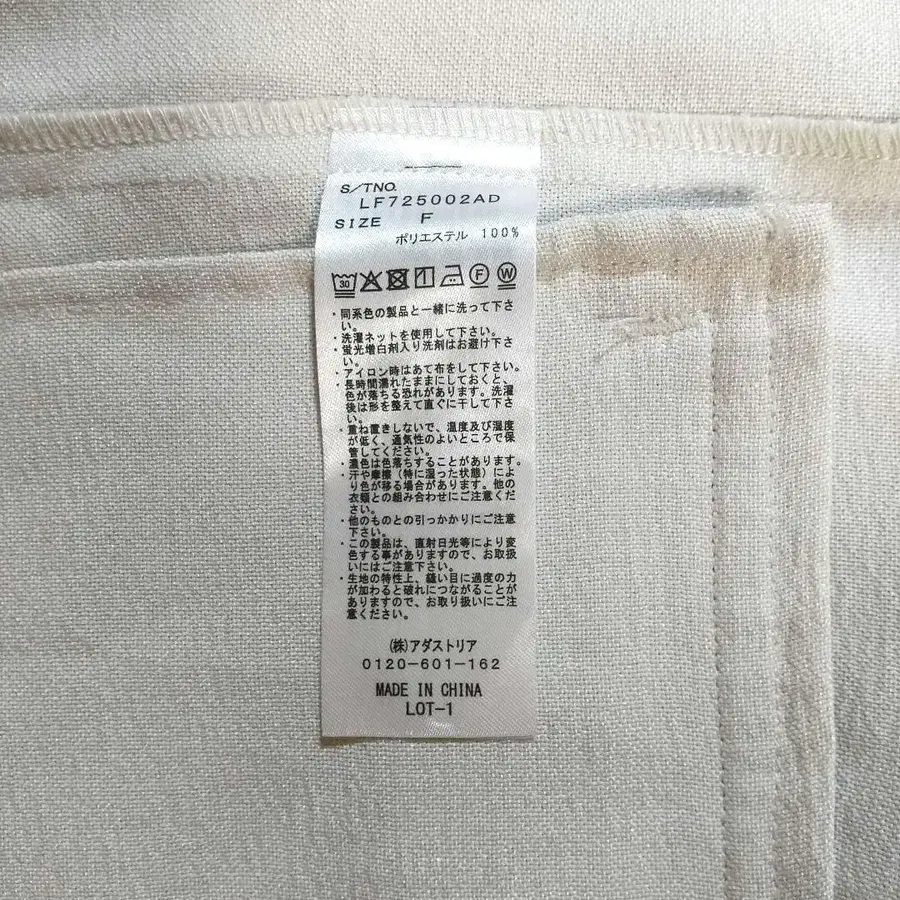 S/TNO.
LF725002AD
SIZE F
ポリエステル 100%
30 F W
・同系色の製品と一緒に洗って下さ
い。
・洗濯ネットを使用して下さい。
・蛍光増白剤入り洗剤はお避け下さ
い。
・アイロン時はあて布をして下さい。
・長時間濡れたままにしておくと、
色が落ちる恐れがあります。洗濯
後は形を整えて直ぐに干して下さ
い。
・重ね置きしないで、温度及び湿度
が低く、通気性のよいところで保
管してください。
・濃色は色落ちすることがあります。
・汗や摩擦（特に湿った状態）によ
り色が移る場合があります。他の
衣類との組み合わせにご注意くだ
さい。
・他のものとの引っかかりにご注意
下さい。
・この製品は、直射日光等により変
色する事がありますので、お取扱
いにはご注意下さい。
・生地の特性上、縫い目に過度の力
が加わると破れにつながることが
ありますので、お取り扱いにご注
意ください。
(株)アダストリア
0120-601-162
MADE IN CHINA
LOT-1